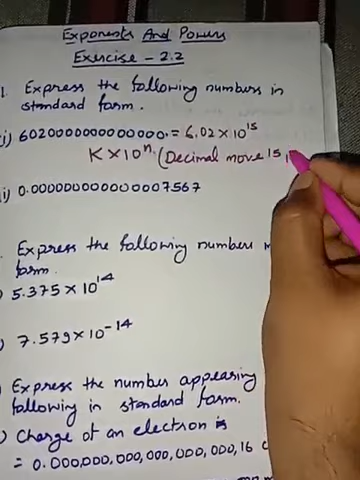 Exponents And Powers
Exercise - 2.2
1. Express the following numbers in
standard form.
i) 6020000000000000. = 6.02 × 10¹⁵
K × 10ⁿ. (Decimal move 15
i) 0.00000000000007567
Express the following numbers
form.
5.375 × 10¹⁴
7.579 × 10⁻¹⁴
Express the number appearing
following in standard form.
Charge of an electron is
= 0.000,000,000,000,000,000,16 c